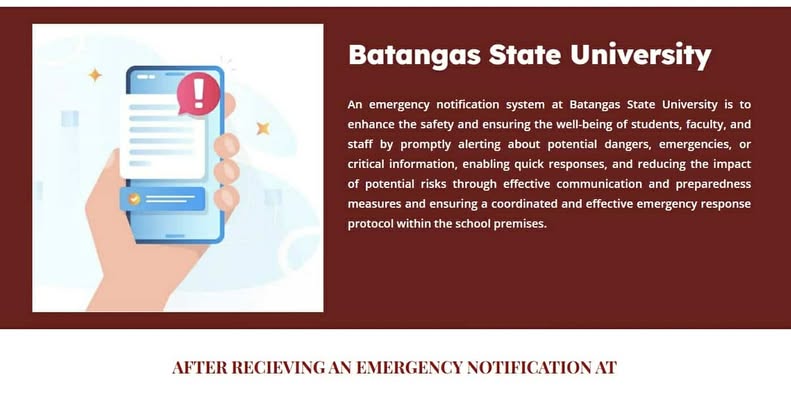 Batangas State University
An emergency notification system at Batangas State University is to
enhance the safety and ensuring the well-being of students, faculty, and
staff by promptly alerting about potential dangers, emergencies, or
critical information, enabling quick responses, and reducing the impact
of potential risks through effective communication and preparedness
measures and ensuring a coordinated and effective emergency response
protocol within the school premises.
AFTER RECIEVING AN EMERGENCY NOTIFICATION AT